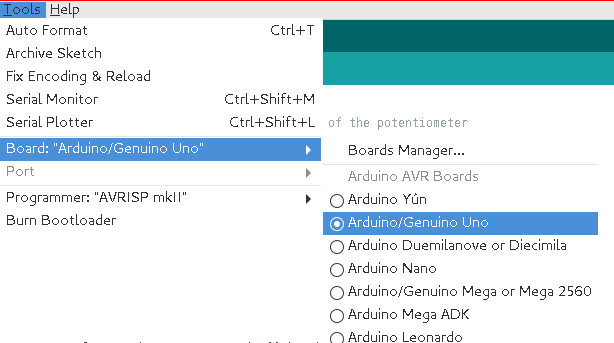 Tools Help
Auto Format Ctrl+T
Archive Sketch
Fix Encoding & Reload
Serial Monitor Ctrl+Shift+M
Serial Plotter Ctrl+Shift+L
Board: "Arduino/Genuino Uno"
Port
Programmer: "AVRISP mkII"
Burn Bootloader
of the potentiometer
Boards Manager...
Arduino AVR Boards
Arduino Yún
Arduino/Genuino Uno
Arduino Duemilanove or Diecimila
Arduino Nano
Arduino/Genuino Mega or Mega 2560
Arduino Mega ADK
Arduino Leonardo